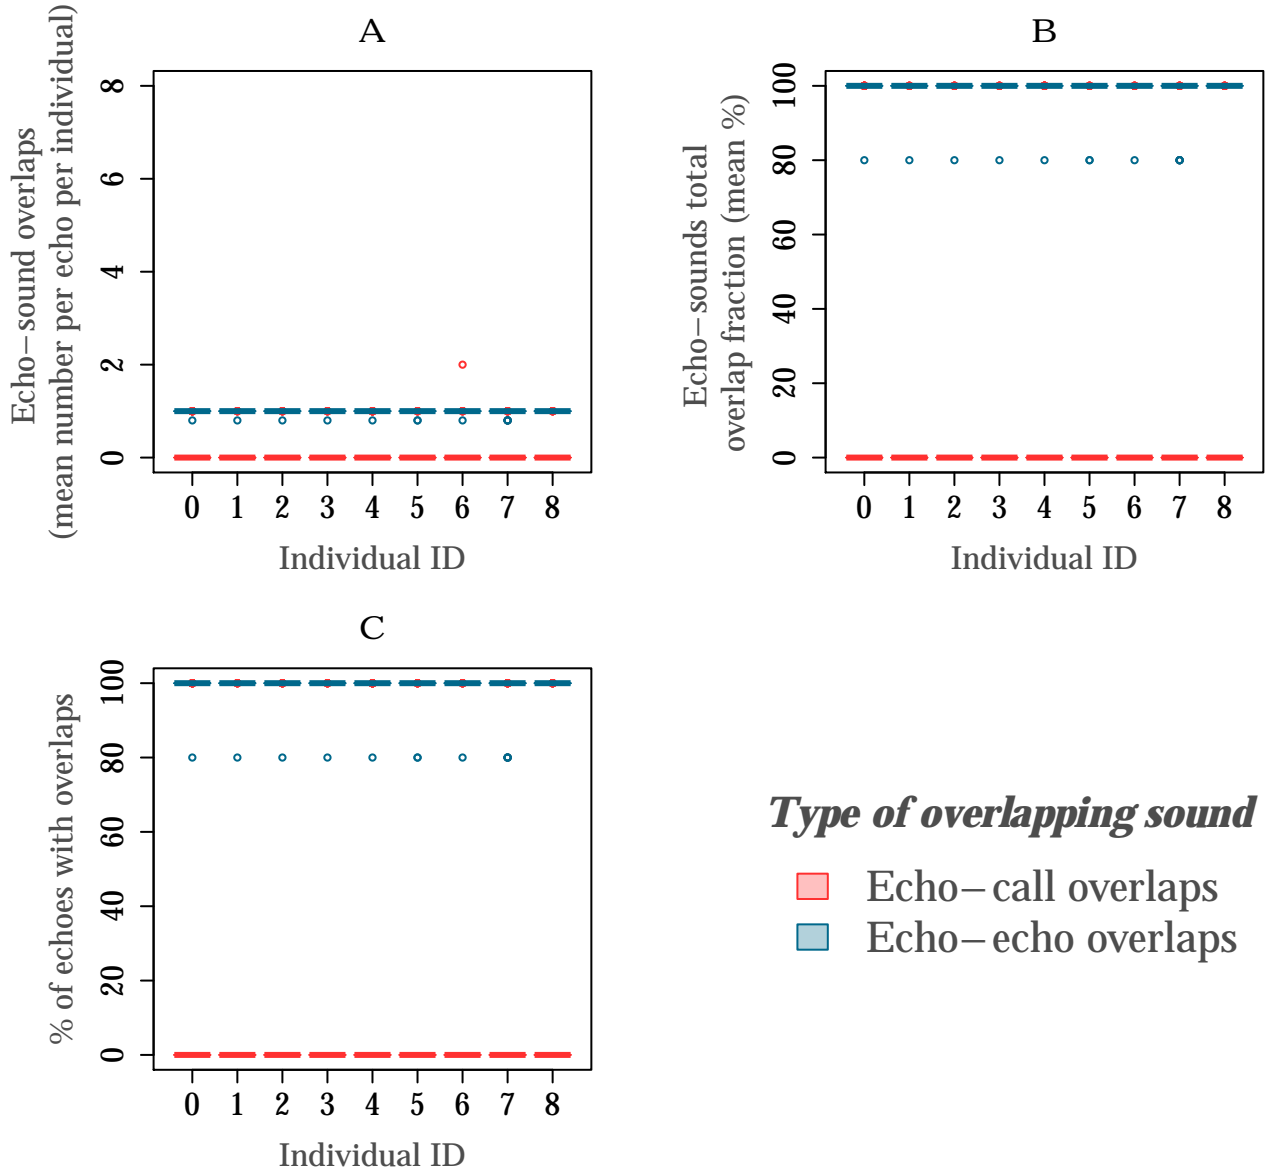 A
Echo−sound overlaps
(mean number per echo per individual)
8
6
4
2
0
0 1 2 3 4 5 6 7 8
Individual ID
B
Echo−sounds total
overlap fraction (mean %)
100
80
60
40
20
0
0 1 2 3 4 5 6 7 8
Individual ID
C
% of echoes with overlaps
100
80
60
40
20
0
0 1 2 3 4 5 6 7 8
Individual ID
Type of overlapping sound
Echo−call overlaps
Echo−echo overlaps